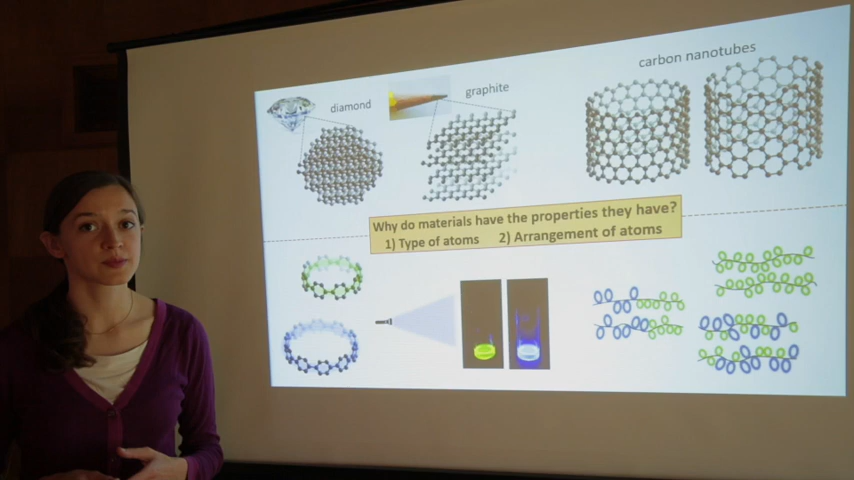 diamond
graphite
carbon nanotubes
Why do materials have the properties they have?
1) Type of atoms 2) Arrangement of atoms